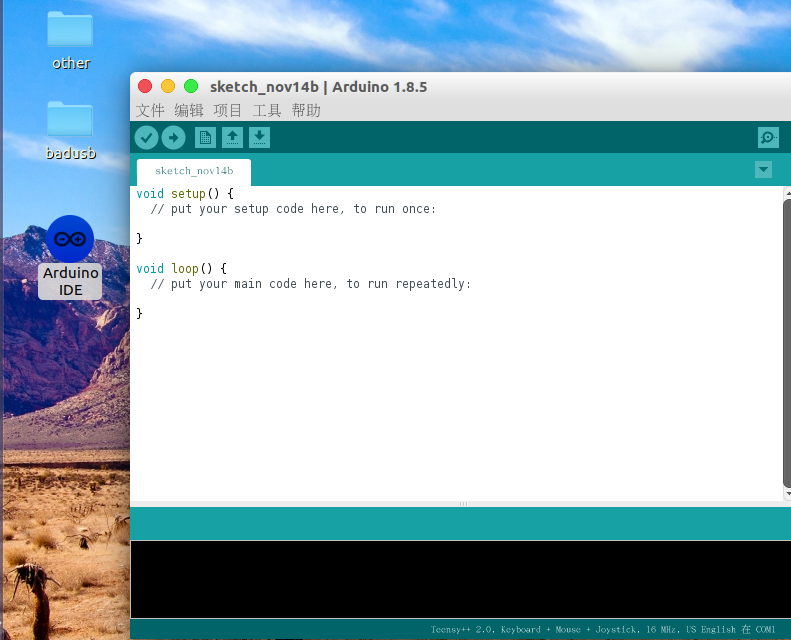 other
badusb
Arduino
IDE
sketch_nov14b | Arduino 1.8.5
文件 编辑 项目 工具 帮助
sketch_nov14b
void setup() {
  // put your setup code here, to run once:
}
void loop() {
  // put your main code here, to run repeatedly:
}
Teensy++ 2.0, Keyboard + Mouse + Joystick, 16 MHz, US English 在 COM1